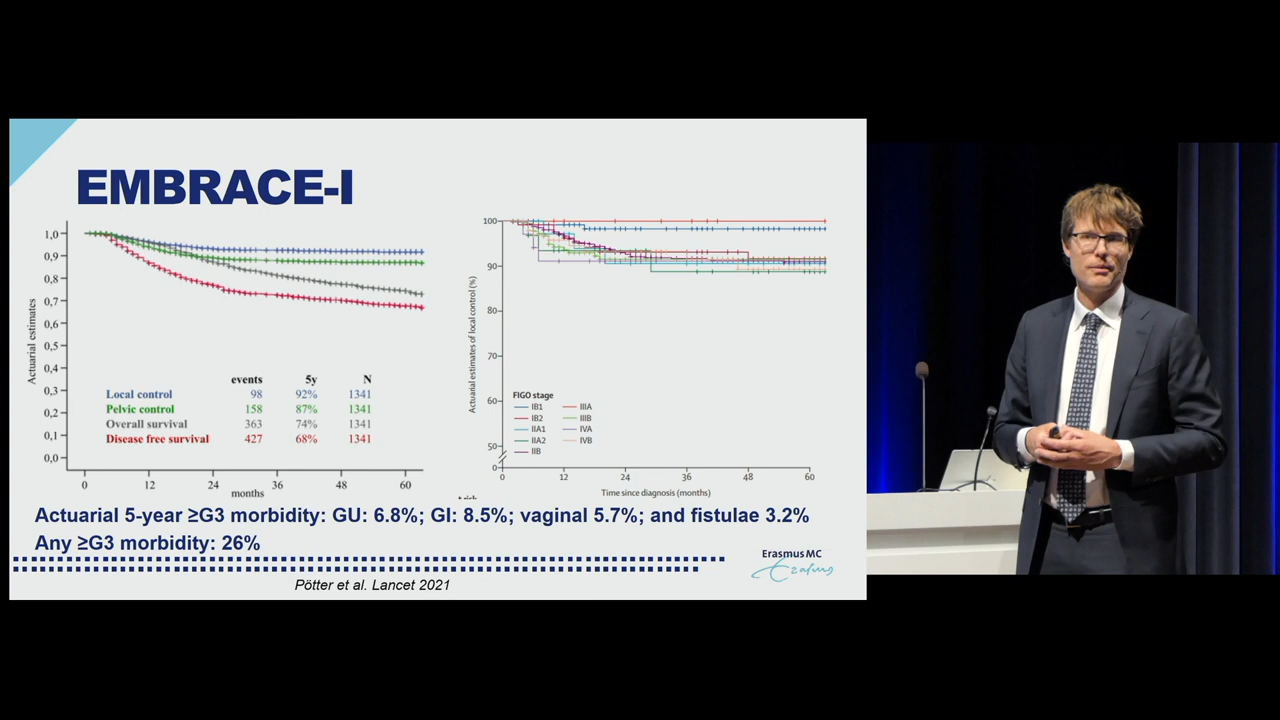 EMBRACE-I
Actuarial estimates
1,0
0,9
0,8
0,7
0,6
0,5
0,4
0,3
0,2
0,1
0,0
events 5y N
Local control 98 92% 1341
Pelvic control 158 87% 1341
Overall survival 363 74% 1341
Disease free survival 427 68% 1341
0 12 24 36 48 60
months
Actuarial estimates of local control (%)
100
90
80
70
60
50
0
FIGO stage
IB1 IIIA
IB2 IIIB
IIA1 IVA
IIA2 IVB
IIB
0 12 24 36 48 60
Time since diagnosis (months)
Actuarial 5-year ≥G3 morbidity: GU: 6.8%; GI: 8.5%; vaginal 5.7%; and fistulae 3.2%
Any ≥G3 morbidity: 26%
Erasmus MC
Erasmus
Pötter et al. Lancet 2021